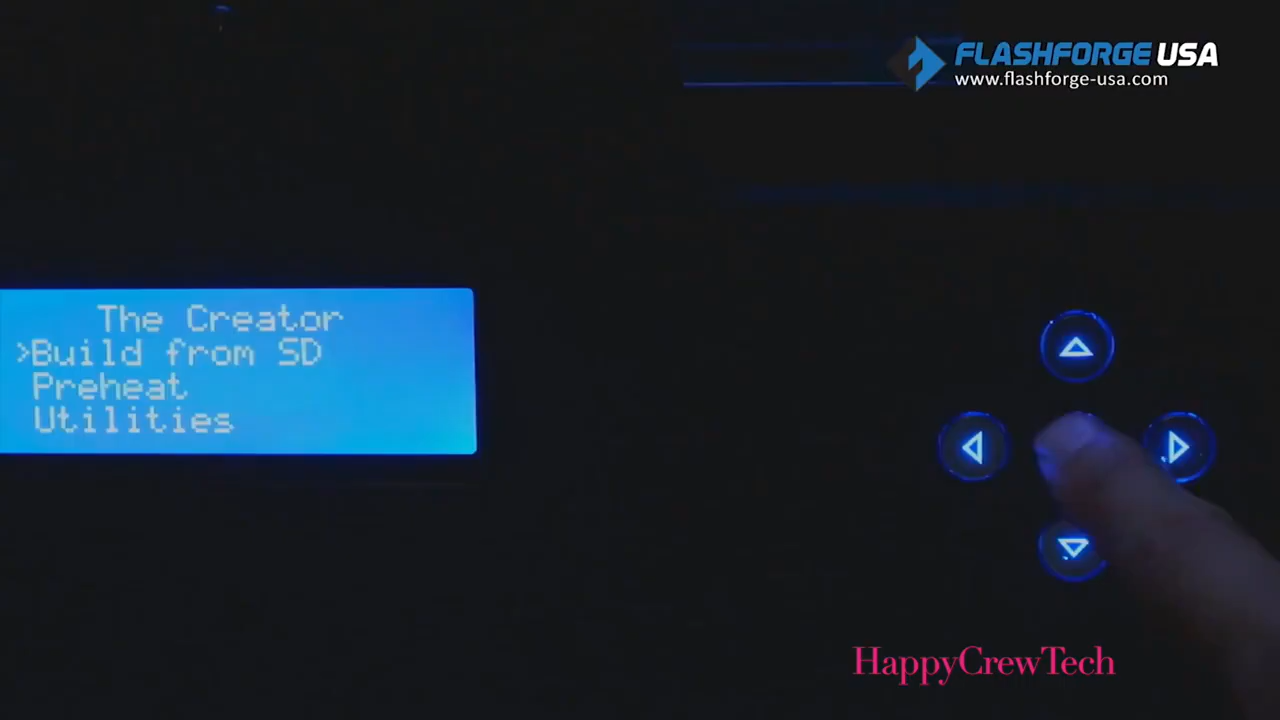 FLASHFORGE USA
www.flashforge-usa.com
The Creator
>Build from SD
Preheat
Utilities
HappyCrewTech